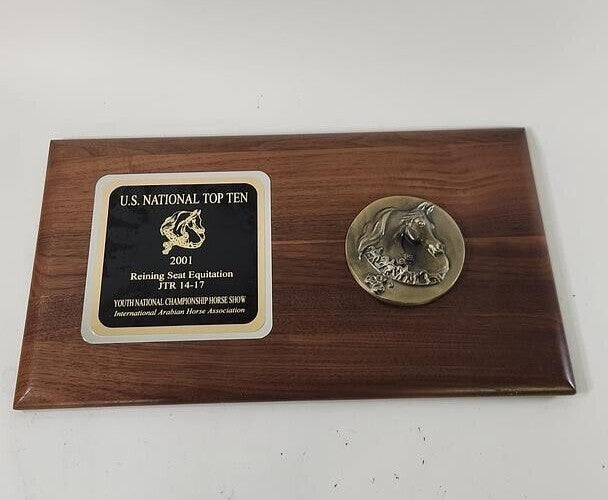 U.S. NATIONAL TOP TEN
2001
Reining Seat Equitation
JTR 14-17
YOUTH NATIONAL CHAMPIONSHIP HORSE SHOW
International Arabian Horse Association